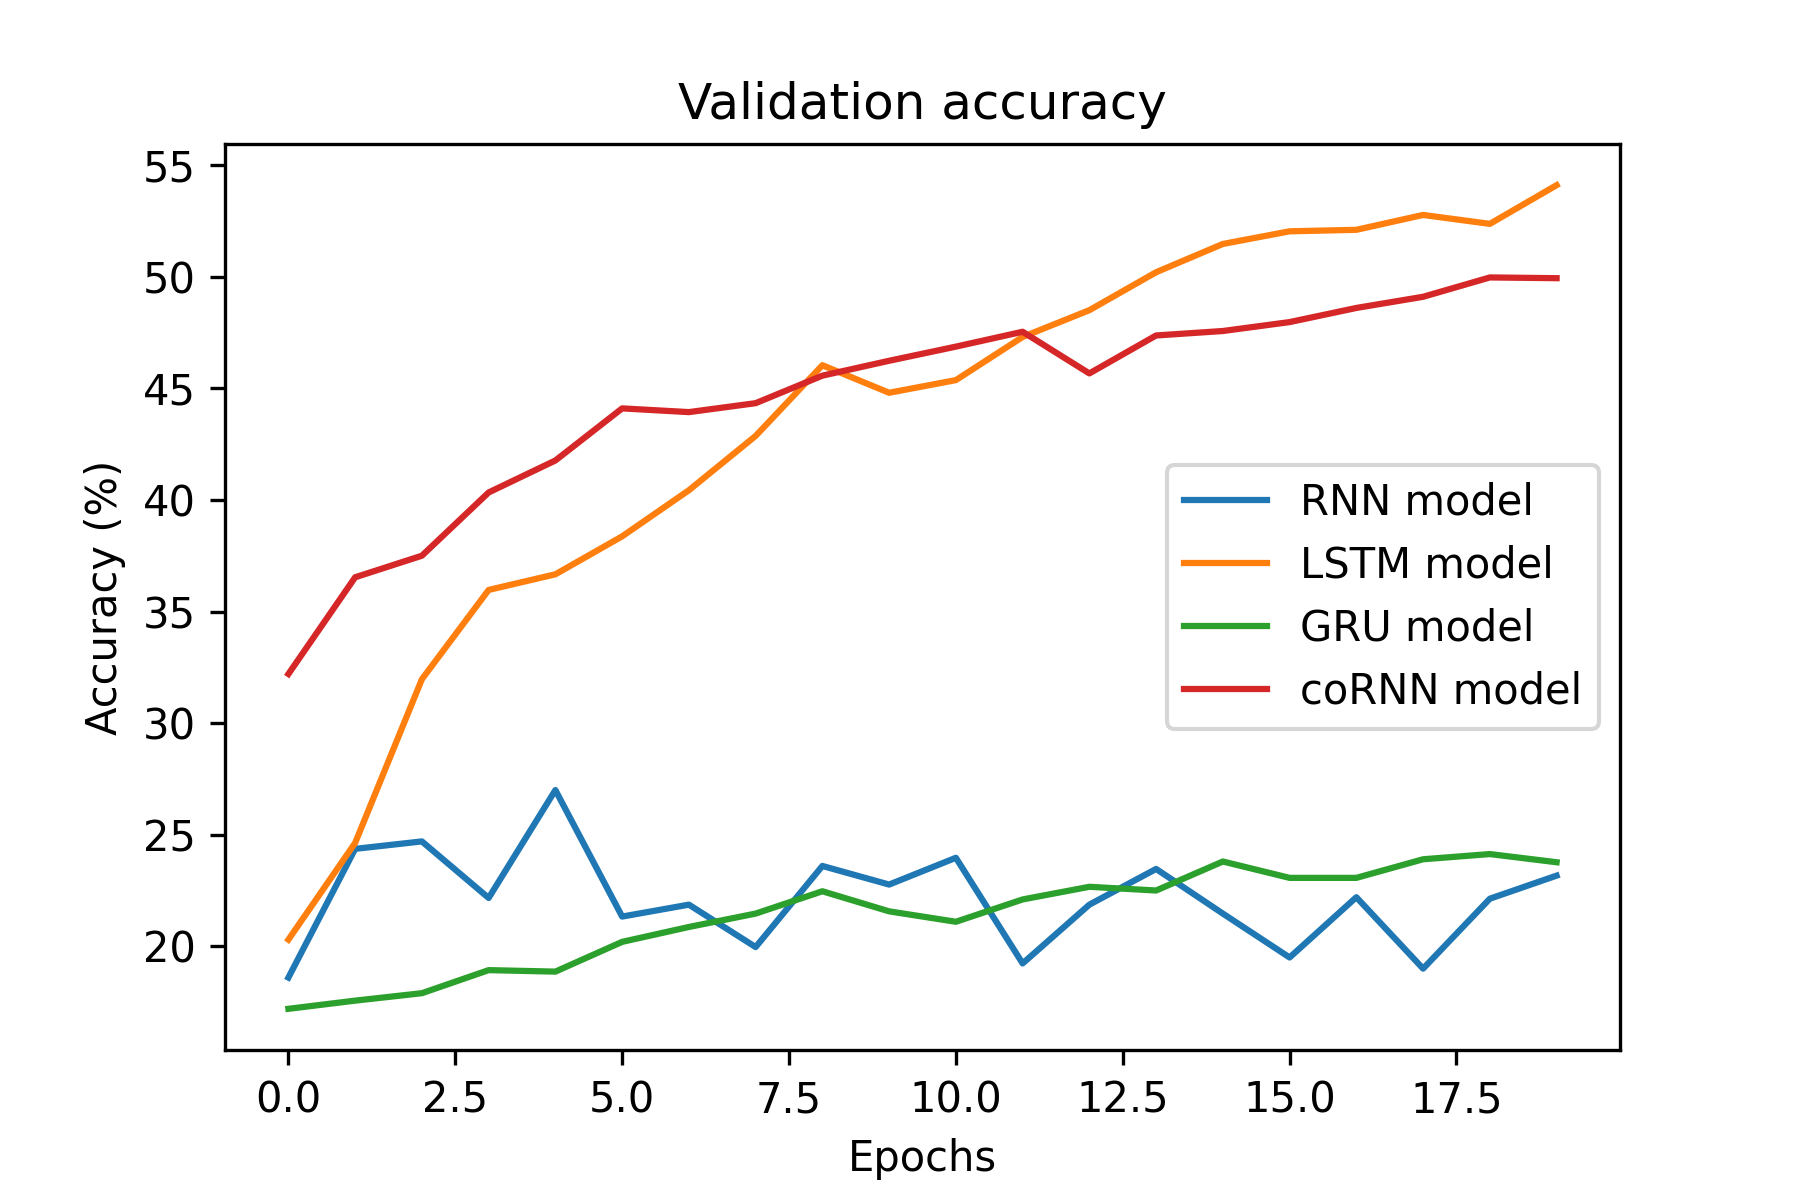 Validation accuracy
55
50
45
40
35
30
25
20
Accuracy (%)
RNN model
LSTM model
GRU model
coRNN model
0.0 2.5 5.0 7.5 10.0 12.5 15.0 17.5
Epochs